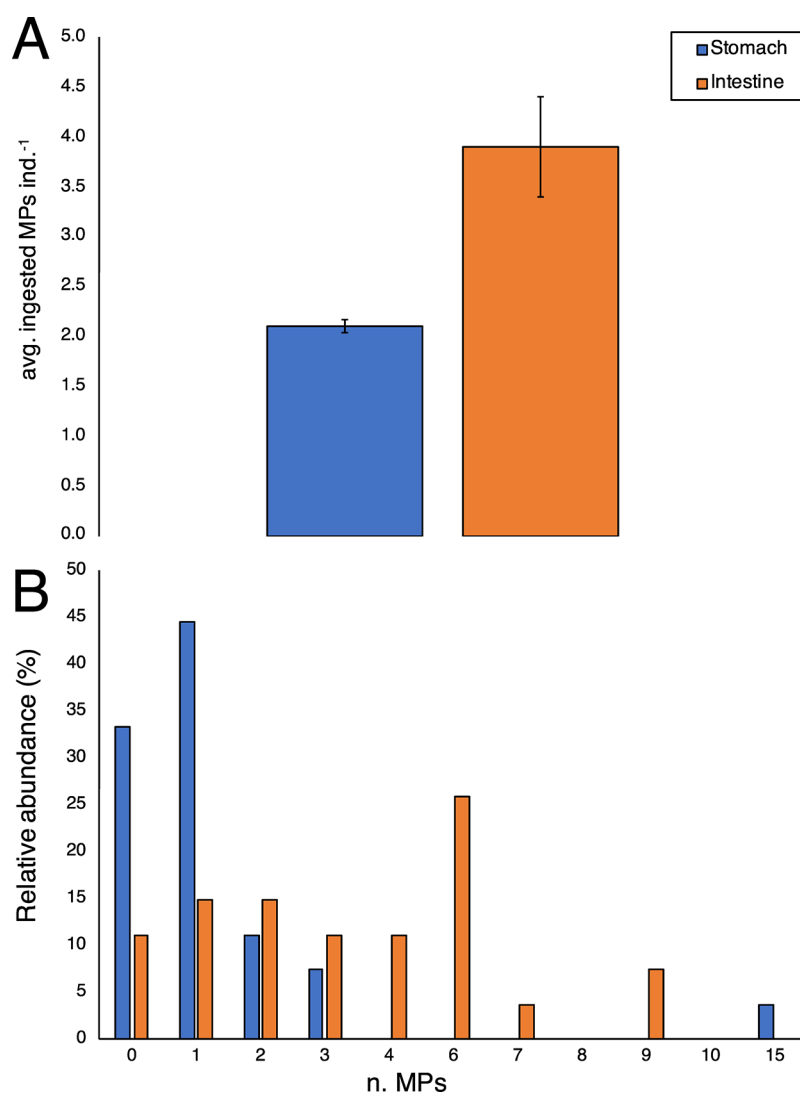 A
Stomach
Intestine
avg. ingested MPs ind.-1
5.0
4.5
4.0
3.5
3.0
2.5
2.0
1.5
1.0
0.5
0.0
B
Relative abundance (%)
50
45
40
35
30
25
20
15
10
5
0
0 1 2 3 4 6 7 8 9 10 15
n. MPs